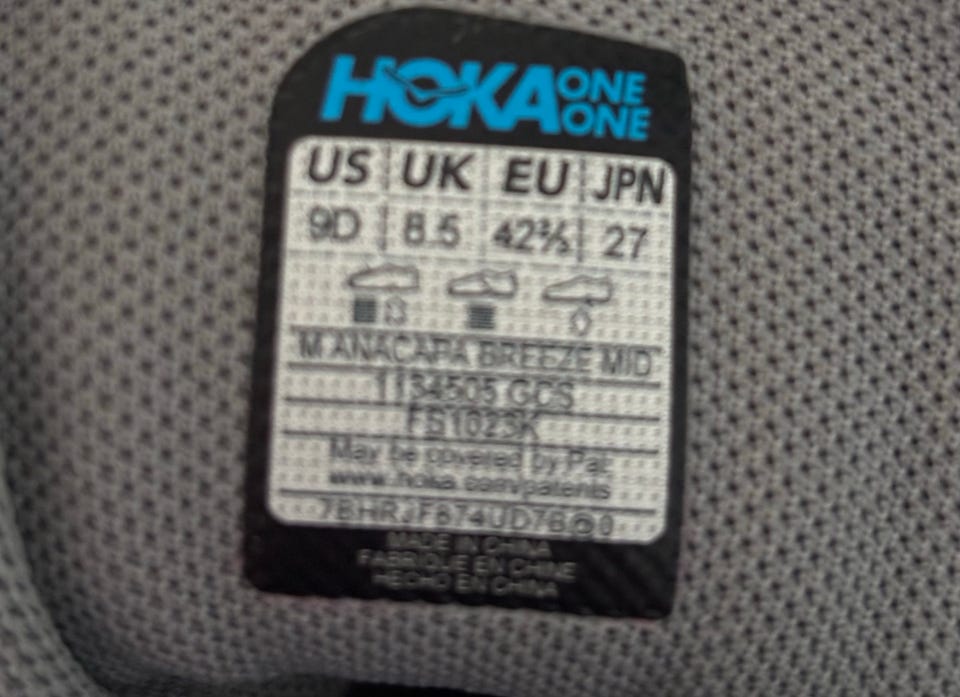 HOKA ONE ONE
US UK EU JPN
9D 8.5 42⅔ 27
M ANACAPA BREEZE MID
1134505 GCS
FS1023K
May be covered by Pat:
www.hoka.com/patents
MADE IN CHINA
FABRIQUE EN CHINE
HECHO EN CHINA